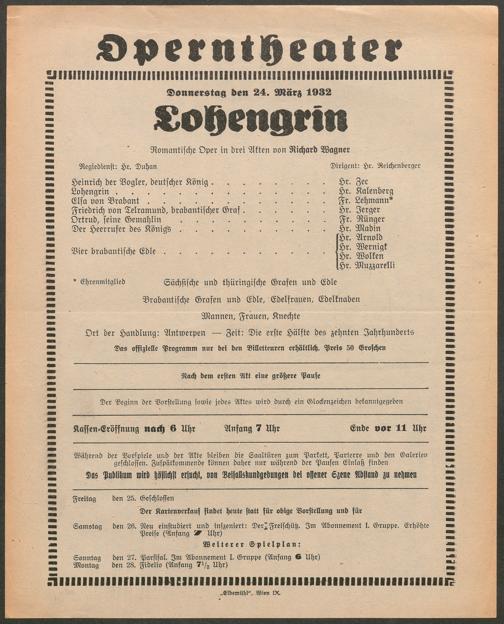 Operntheater
Donnerstag den 24. März 1932
Lohengrin
Romantische Oper in drei Akten von Richard Wagner
Regiedienst: Hr. Duhan Dirigent: Hr. Reichenberger
Heinrich der Vogler, deutscher König . . . . . . . . Hr. Zec
Lohengrin . . . . . . . . . . . . . . . Hr. Kalenberg
Elsa von Brabant . . . . . . . . . . . . . Fr. Lehmann*
Friedrich von Telramund, brabantischer Graf . . . . . . Hr. Jerger
Ortrud, seine Gemahlin . . . . . . . . . . . . Fr. Rünger
Der Heerrufer des Königs . . . . . . . . . . . Hr. Madin
Vier brabantische Edle . . . . . . . . . . . .
Hr. Arnold
Hr. Wernigk
Hr. Wolken
Hr. Muzzarelli
* Ehrenmitglied Sächsische und thüringische Grafen und Edle
Brabantische Grafen und Edle, Edelfrauen, Edelknaben
Mannen, Frauen, Knechte
Ort der Handlung: Antwerpen — Zeit: Die erste Hälfte des zehnten Jahrhunderts
Das offizielle Programm nur bei den Billetteuren erhältlich. Preis 50 Groschen
Nach dem ersten Akt eine größere Pause
Der Beginn der Vorstellung sowie jedes Aktes wird durch ein Glockenzeichen bekanntgegeben
Kassen-Eröffnung nach 6 Uhr Anfang 7 Uhr Ende vor 11 Uhr
Während der Vorspiele und der Akte bleiben die Saaltüren zum Parkett, Parterre und den Galerien
geschlossen. Zuspätkommende können daher nur während der Pausen Einlaß finden
Das Publikum wird höflichst ersucht, von Beifallskundgebungen bei offener Szene Abstand zu nehmen
Freitag den 25. Geschlossen
Der Kartenverkauf findet heute statt für obige Vorstellung und für
Samstag den 26. Neu einstudiert und inszeniert: Der Freischütz. Im Abonnement I. Gruppe. Erhöhte
Preise (Anfang 7 Uhr)
Weiterer Spielplan:
Sonntag den 27. Parsifal. Im Abonnement I. Gruppe (Anfang 6 Uhr)
Montag den 28. Fidelio (Anfang 7½ Uhr)
„Elbemühl", Wien IX.